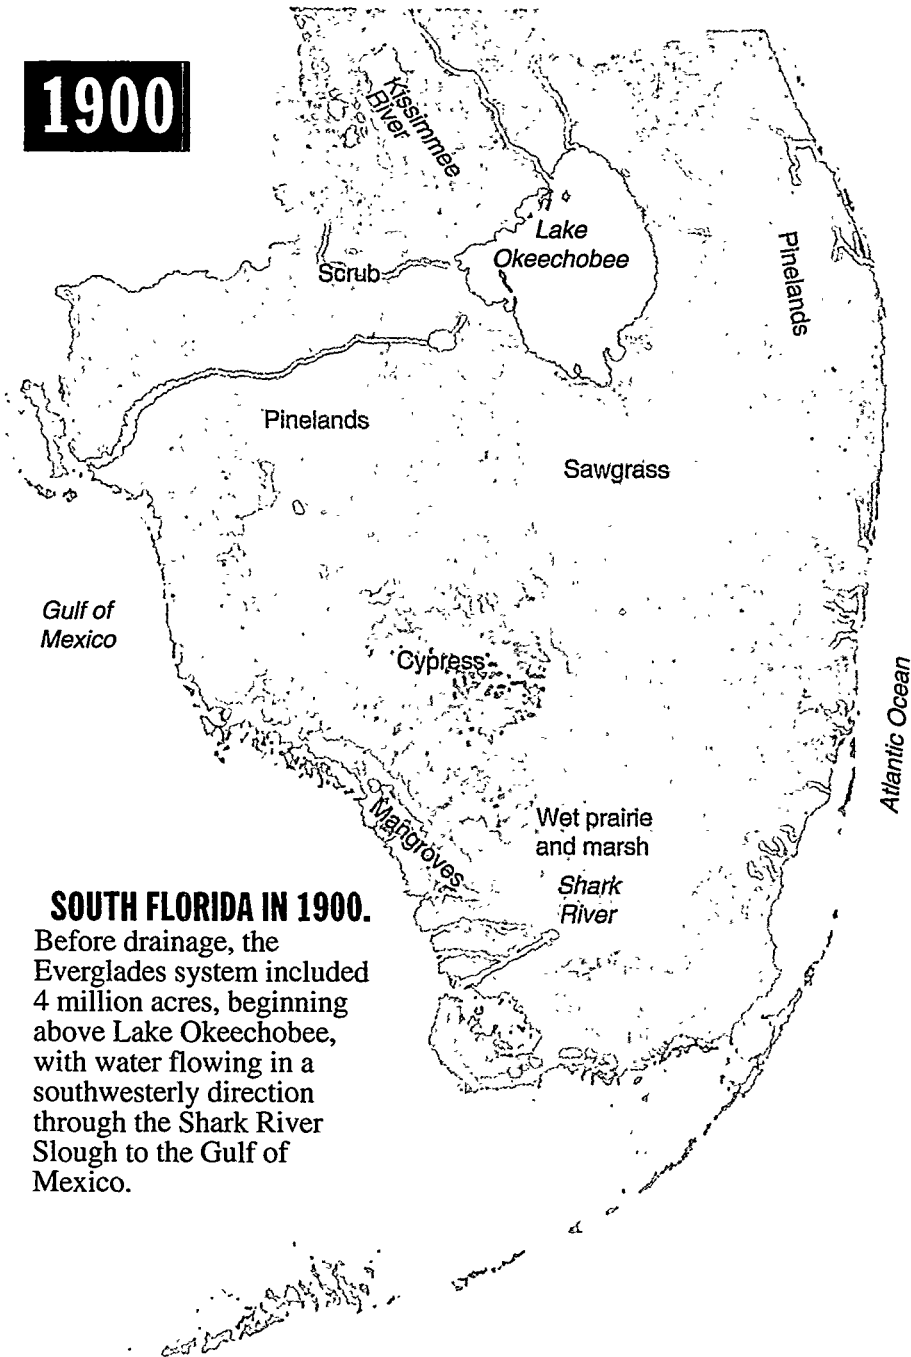 1900
Kissimmee
River
Lake
Okeechobee
Scrub
Pinelands
Pinelands
Sawgrass
Gulf of
Mexico
Cypress
Atlantic Ocean
Mangroves
Wet prairie
and marsh
Shark
River
SOUTH FLORIDA IN 1900.
Before drainage, the
Everglades system included
4 million acres, beginning
above Lake Okeechobee,
with water flowing in a
southwesterly direction
through the Shark River
Slough to the Gulf of
Mexico.